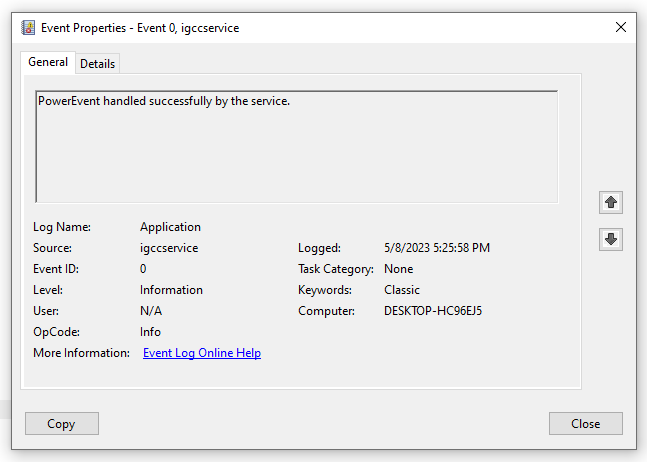 Event Properties - Event 0, igccservice
General Details
PowerEvent handled successfully by the service.
Log Name: Application
Source: igccservice Logged: 5/8/2023 5:25:58 PM
Event ID: 0 Task Category: None
Level: Information Keywords: Classic
User: N/A Computer: DESKTOP-HC96EJ5
OpCode: Info
More Information: Event Log Online Help
Copy Close